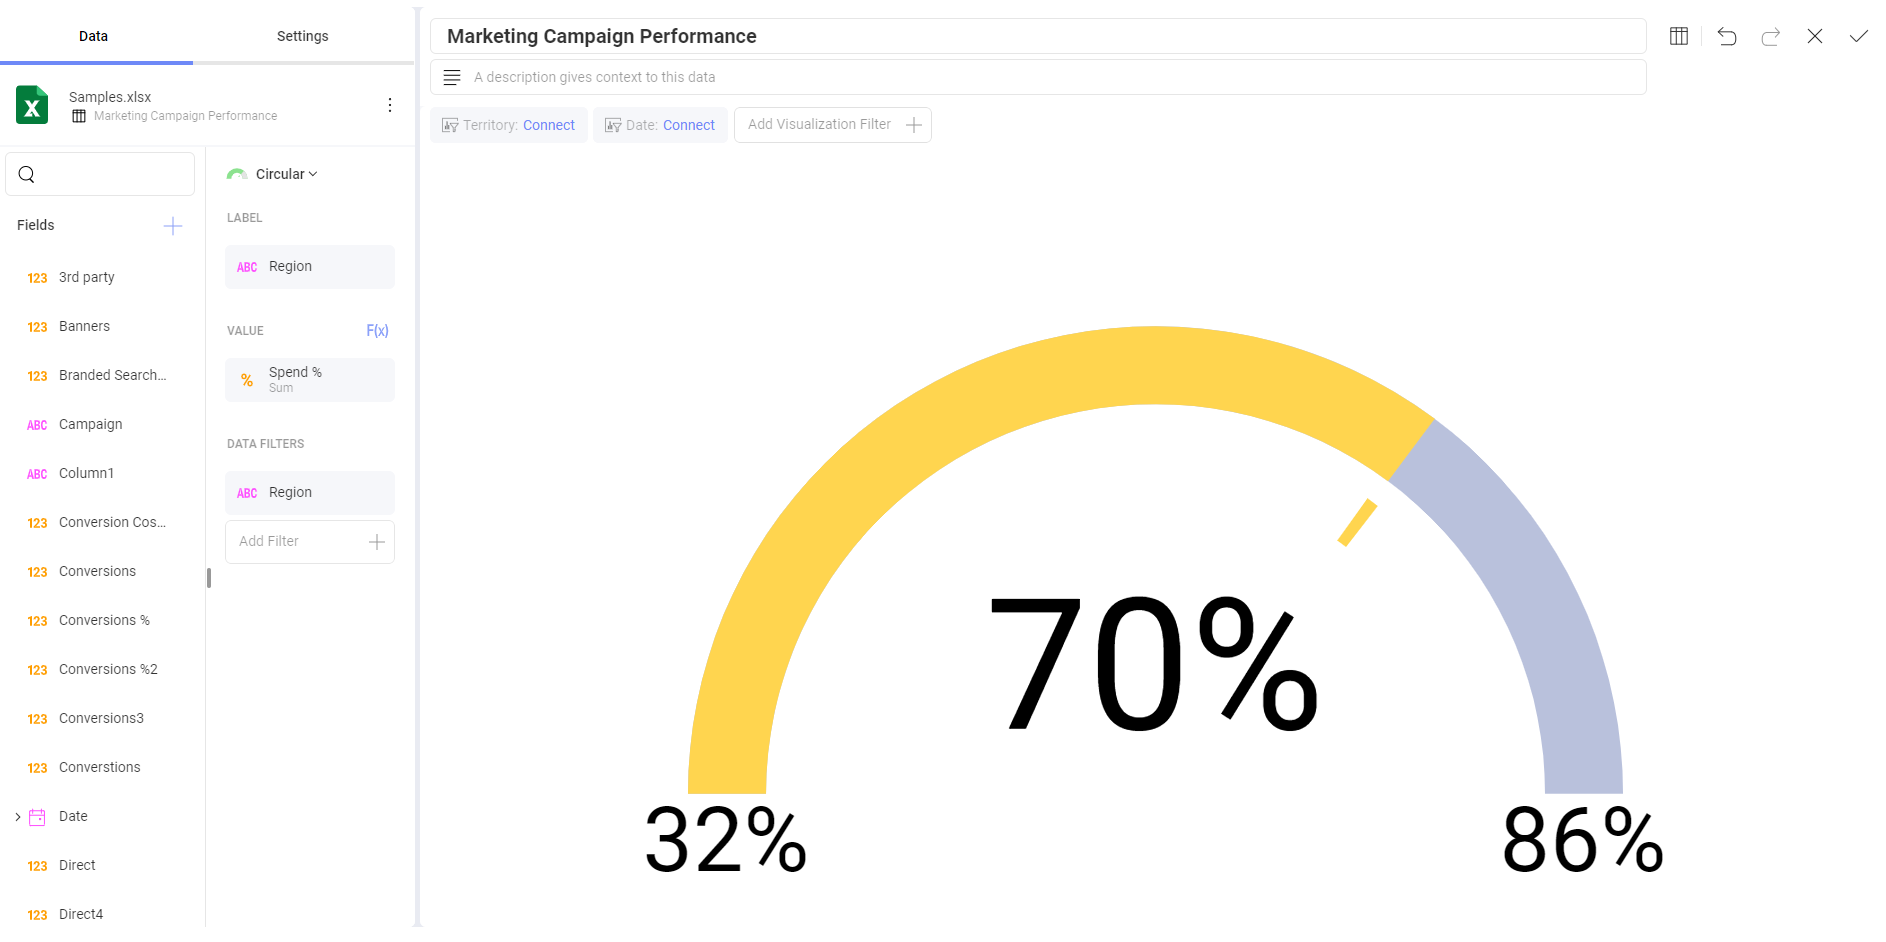 Data
Settings
Samples.xlsx
Marketing Campaign Performance
Fields
123 3rd party
123 Banners
123 Branded Search...
ABC Campaign
ABC Column1
123 Conversion Cos...
123 Conversions
123 Conversions %
123 Conversions %2
123 Conversions3
123 Converstions
Date
123 Direct
123 Direct4
Circular
LABEL
ABC Region
VALUE F(x)
% Spend %
Sum
DATA FILTERS
ABC Region
Add Filter
Marketing Campaign Performance
A description gives context to this data
Territory: Connect
Date: Connect
Add Visualization Filter
70%
32%
86%